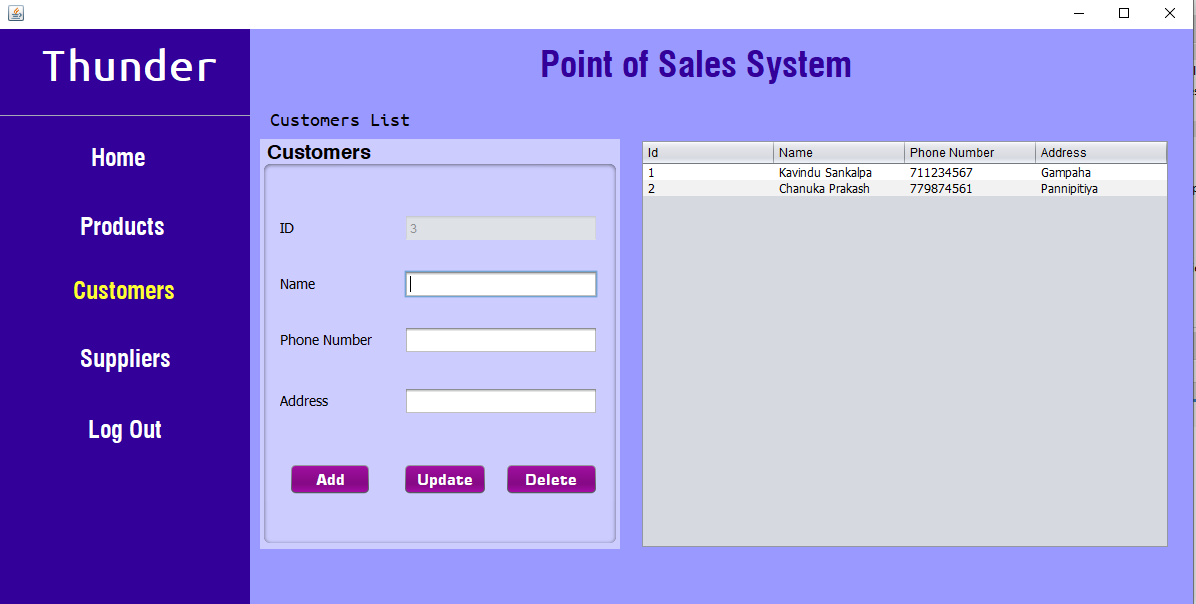 Thunder
Point of Sales System
Home
Products
Customers
Suppliers
Log Out
Customers List
Customers
ID 3
Name
Phone Number
Address
Add Update Delete
Id Name Phone Number Address
1 Kavindu Sankalpa 711234567 Gampaha
2 Chanuka Prakash 779874561 Pannipitiya